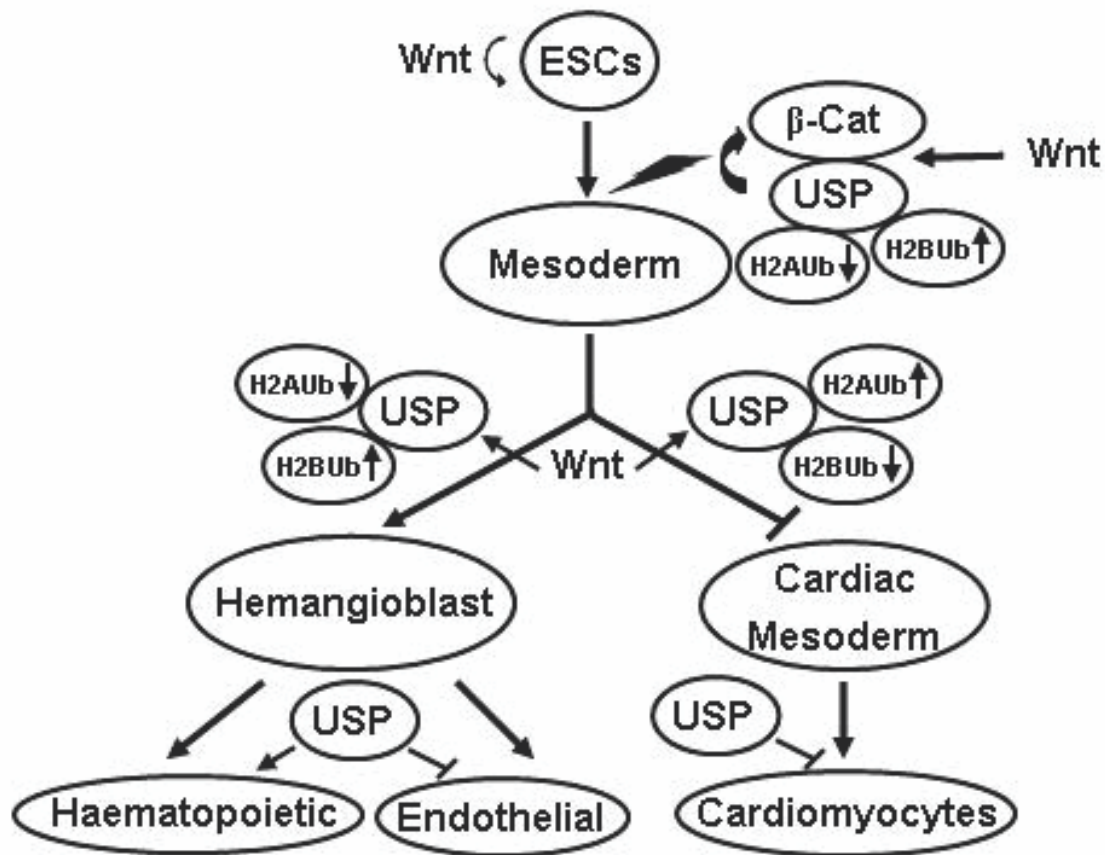 Wnt
ESCs
β-Cat
Wnt
USP
H2AUb
H2BUb
Mesoderm
H2AUb
USP
H2BUb
Wnt
USP
H2AUb
H2BUb
Hemangioblast
Cardiac
Mesoderm
USP
USP
Haematopoietic
Endothelial
Cardiomyocytes